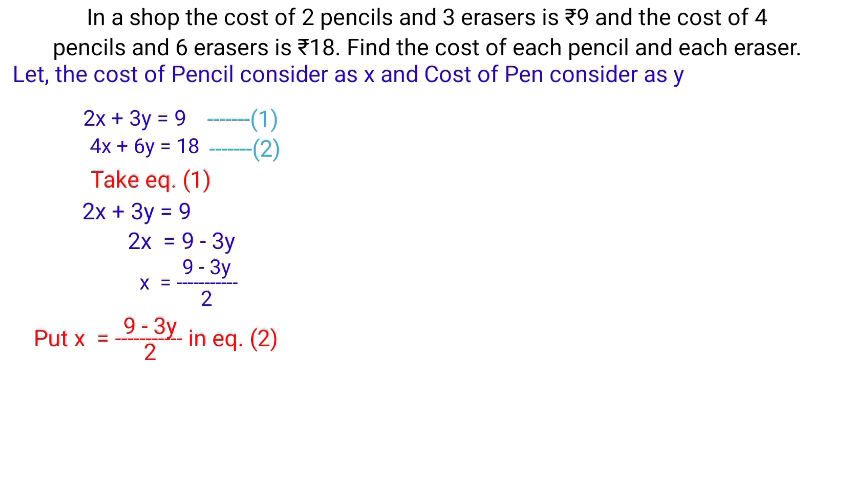 In a shop the cost of 2 pencils and 3 erasers is ₹9 and the cost of 4
pencils and 6 erasers is ₹18. Find the cost of each pencil and each eraser.
Let, the cost of Pencil consider as x and Cost of Pen consider as y
2x + 3y = 9 -------(1)
4x + 6y = 18 -------(2)
Take eq. (1)
2x + 3y = 9
2x = 9 - 3y
9 - 3y
x = -----------
2
9 - 3y
Put x = ----------- in eq. (2)
2